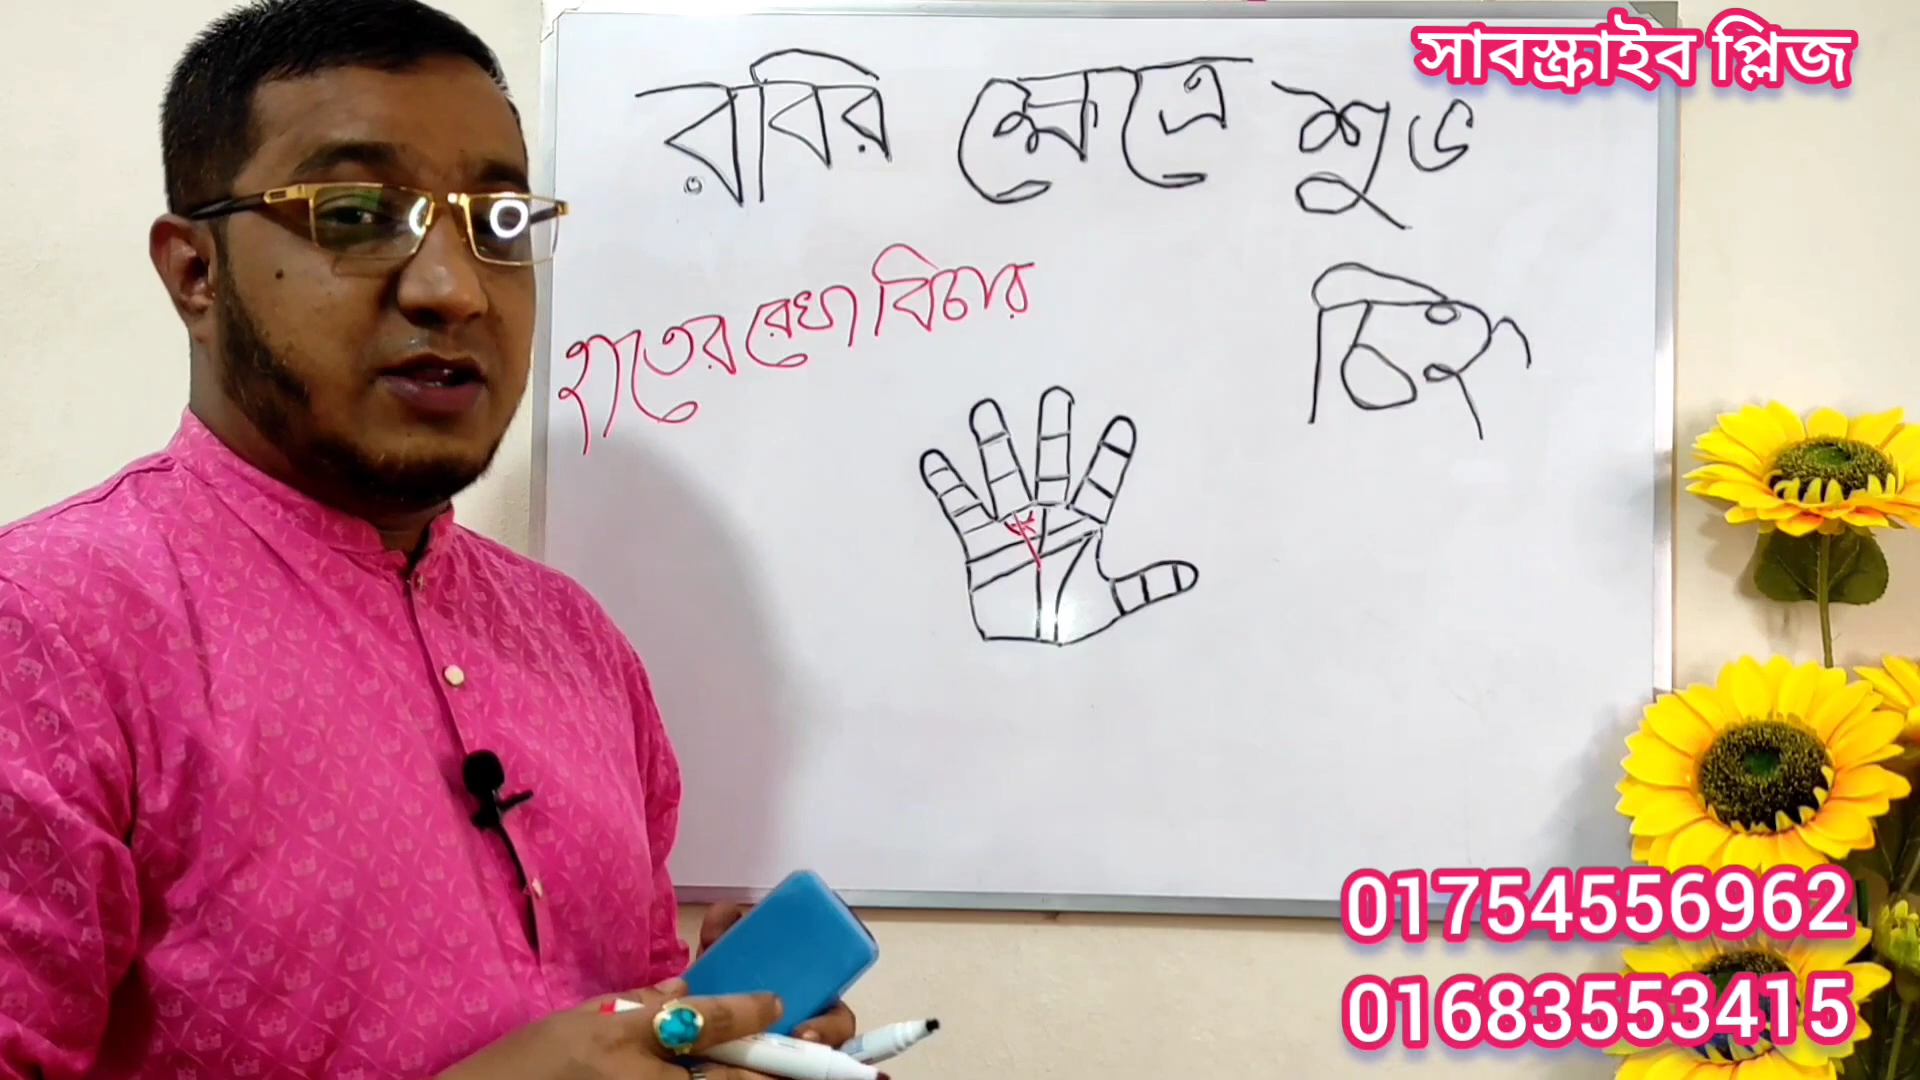 সাবস্ক্রাইব প্লিজ
রবির ক্ষেত্রে শুভ
চিহ্ন
হাতের রেখা বিচার
01754556962
01683553415